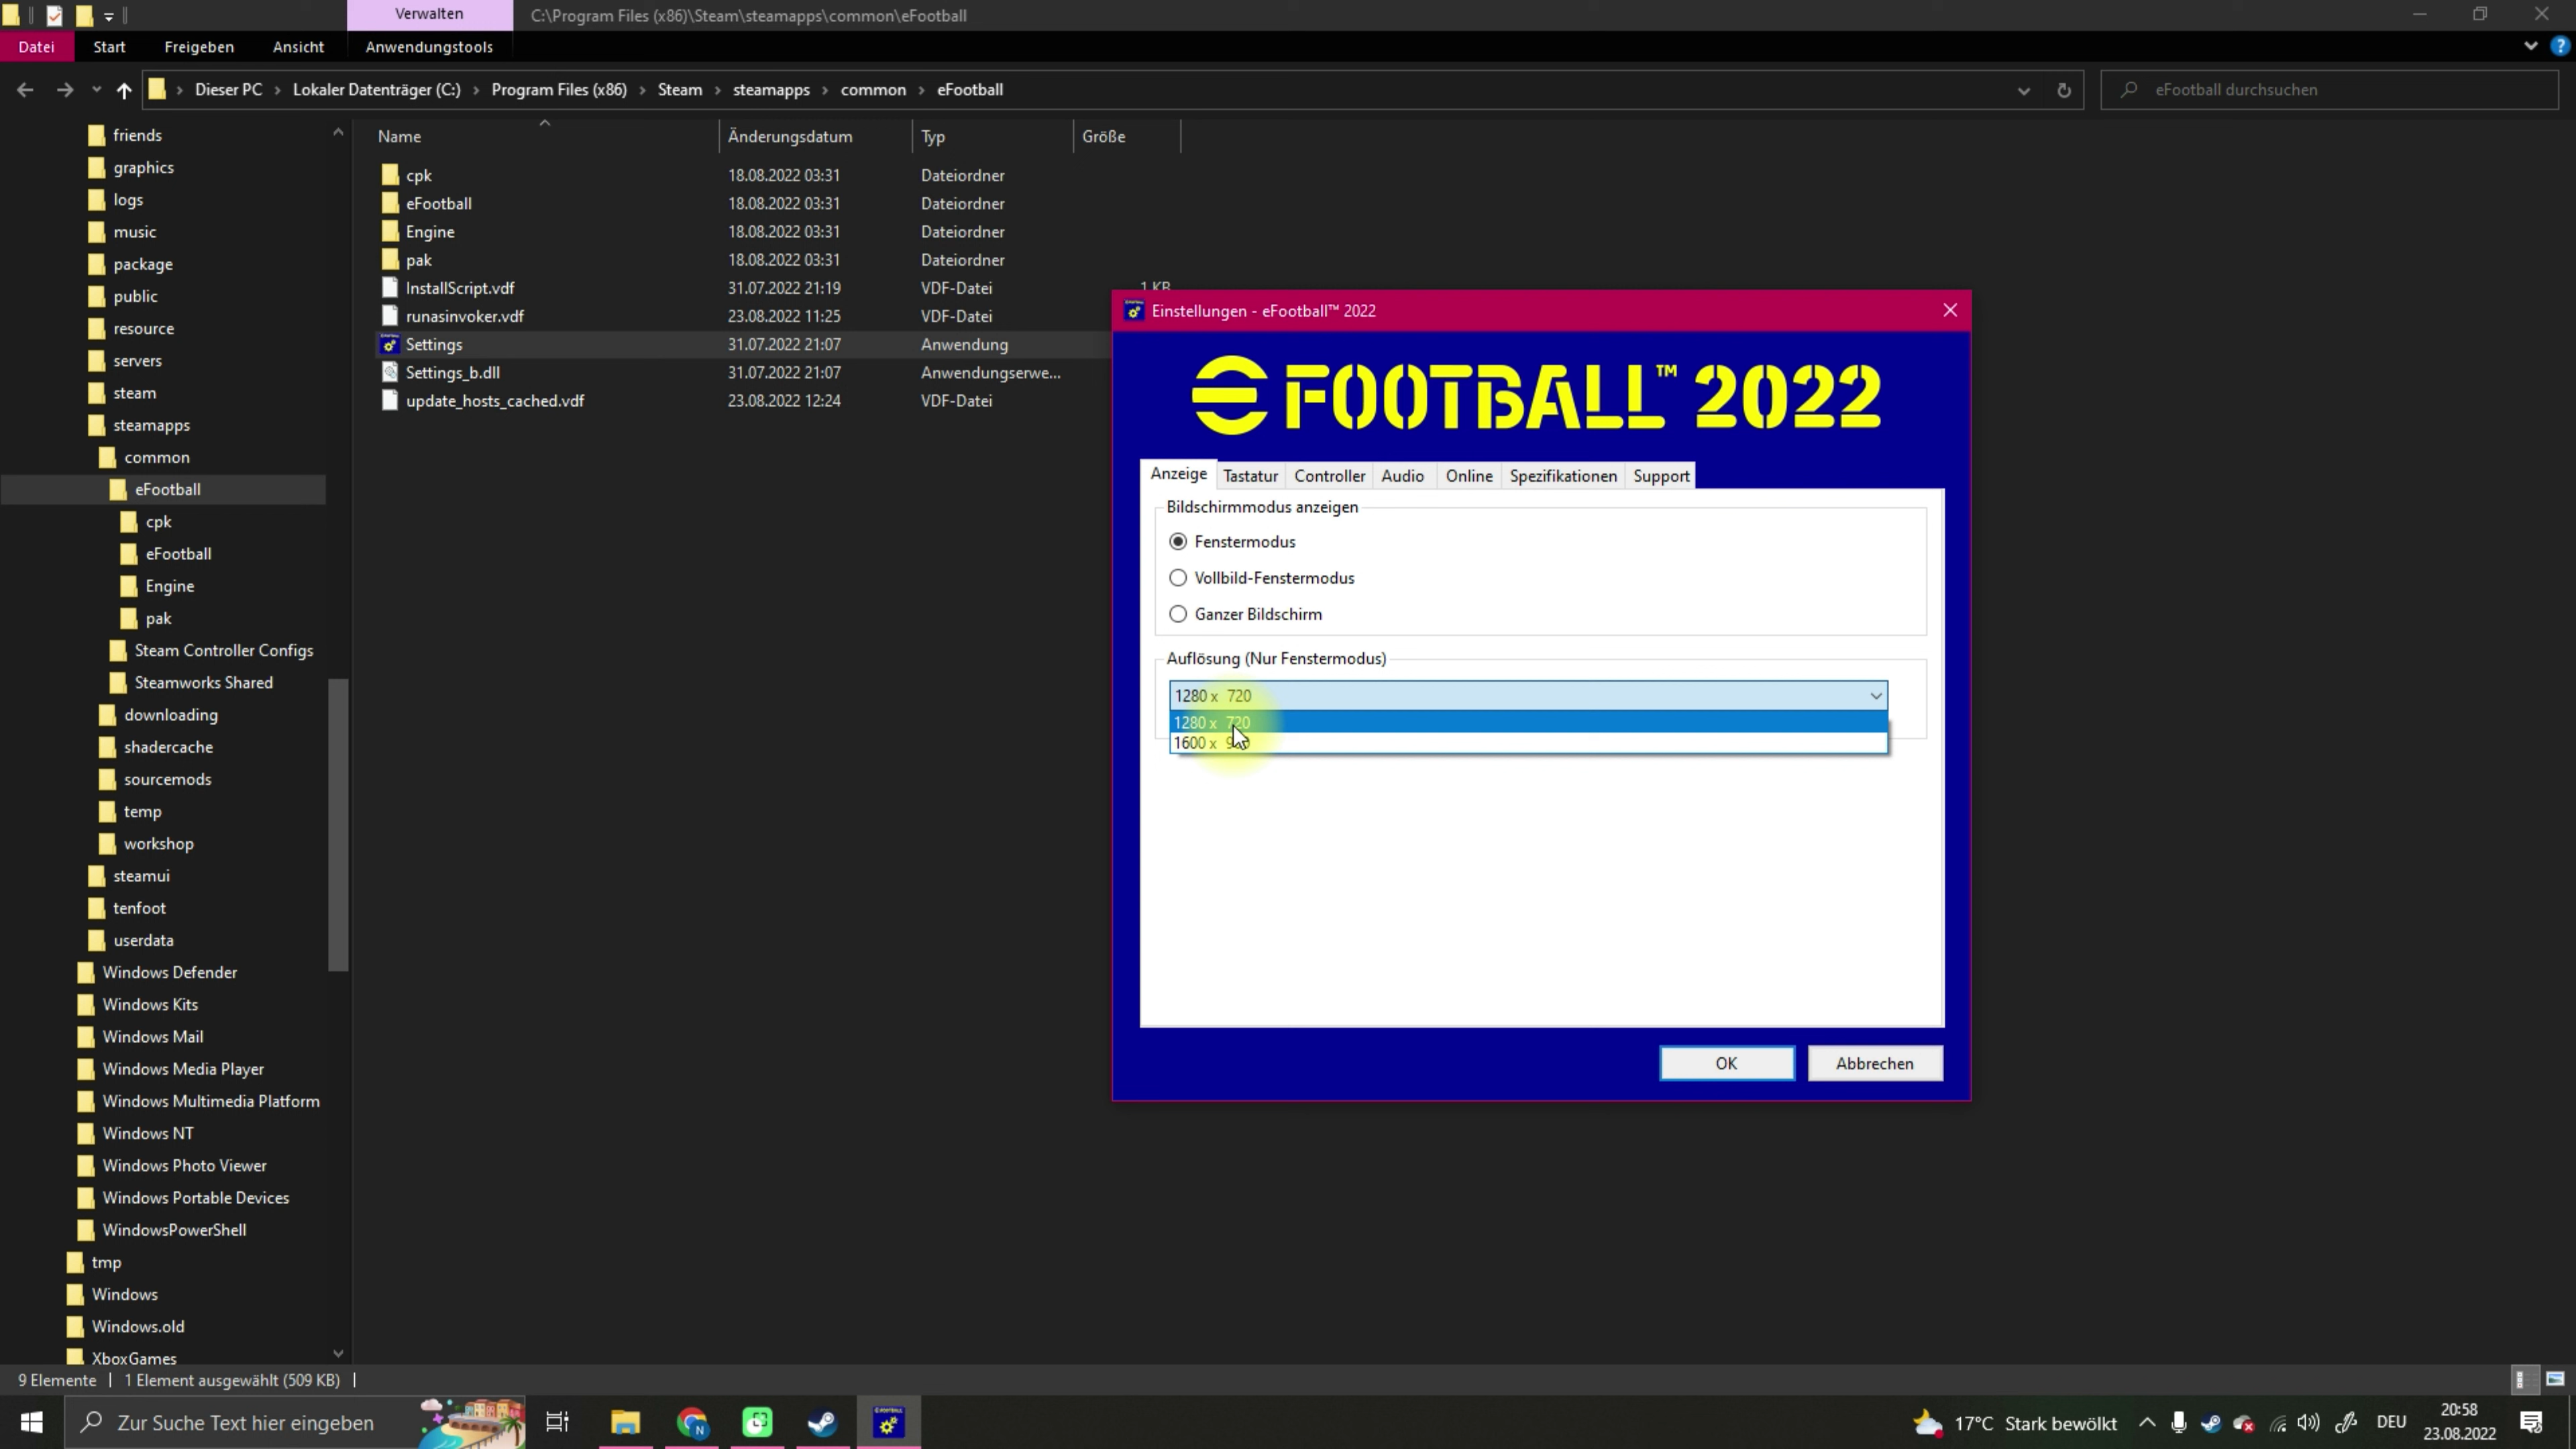 Verwalten
C:\Program Files (x86)\Steam\steamapps\common\eFootball
Datei
Start
Freigeben
Ansicht
Anwendungstools
Dieser PC
Lokaler Datenträger (C:)
Program Files (x86)
Steam
steamapps
common
eFootball
eFootball durchsuchen
friends
graphics
logs
music
package
public
resource
servers
steam
steamapps
common
eFootball
cpk
eFootball
Engine
pak
Steam Controller Configs
Steamworks Shared
downloading
shadercache
sourcemods
temp
workshop
steamui
tenfoot
userdata
Windows Defender
Windows Kits
Windows Mail
Windows Media Player
Windows Multimedia Platform
Windows NT
Windows Photo Viewer
Windows Portable Devices
WindowsPowerShell
tmp
Windows
Windows.old
XboxGames
Name Änderungsdatum Typ Größe
cpk 18.08.2022 03:31 Dateiordner
eFootball 18.08.2022 03:31 Dateiordner
Engine 18.08.2022 03:31 Dateiordner
pak 18.08.2022 03:31 Dateiordner
InstallScript.vdf 31.07.2022 21:19 VDF-Datei 1 KB
runasinvoker.vdf 23.08.2022 11:25 VDF-Datei
Settings 31.07.2022 21:07 Anwendung
Settings_b.dll 31.07.2022 21:07 Anwendungserwe...
update_hosts_cached.vdf 23.08.2022 12:24 VDF-Datei
Einstellungen - eFootball™ 2022
eFOOTBALL™ 2022
Anzeige
Tastatur
Controller
Audio
Online
Spezifikationen
Support
Bildschirmmodus anzeigen
Fenstermodus
Vollbild-Fenstermodus
Ganzer Bildschirm
Auflösung (Nur Fenstermodus)
1280 x 720
1280 x 720
1600 x
OK
Abbrechen
9 Elemente
1 Element ausgewählt (509 KB)
Zur Suche Text hier eingeben
17°C Stark bewölkt
DEU
20:58
23.08.2022